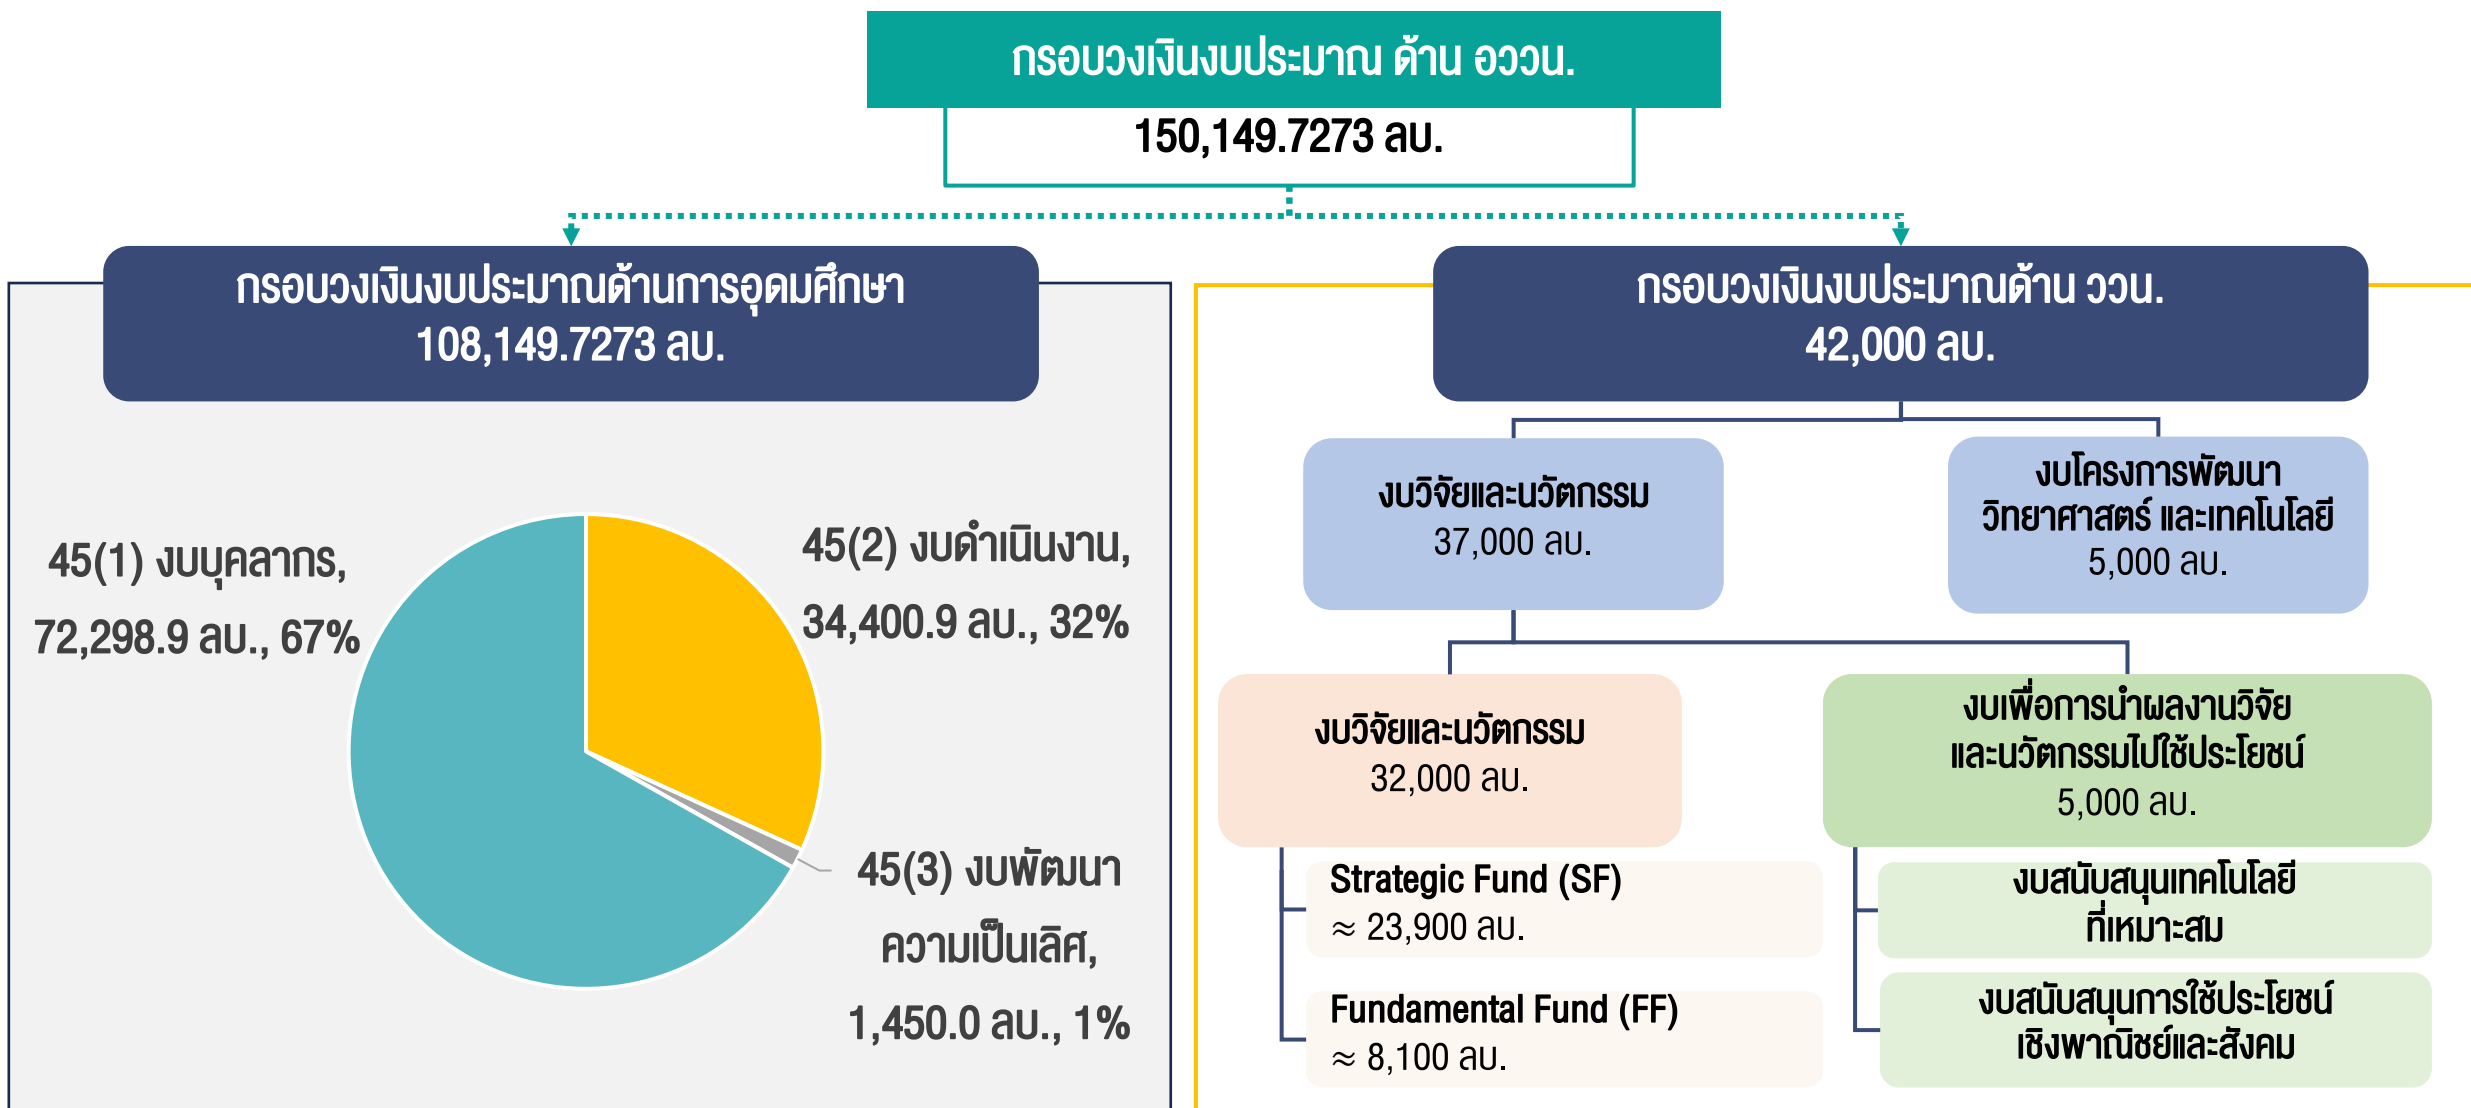 กรอบวงเงินงบประมาณ ด้าน อววน.
150,149.7273 ลบ.
กรอบวงเงินงบประมาณด้านการอุดมศึกษา
108,149.7273 ลบ.
45(1) งบบุคลากร,
72,298.9 ลบ., 67%
45(2) งบดำเนินงาน,
34,400.9 ลบ., 32%
45(3) งบพัฒนา
ความเป็นเลิศ,
1,450.0 ลบ., 1%
กรอบวงเงินงบประมาณด้าน ววน.
42,000 ลบ.
งบวิจัยและนวัตกรรม
37,000 ลบ.
งบโครงการพัฒนา
วิทยาศาสตร์ และเทคโนโลยี
5,000 ลบ.
งบวิจัยและนวัตกรรม
32,000 ลบ.
งบเพื่อการนำผลงานวิจัย
และนวัตกรรมไปใช้ประโยชน์
5,000 ลบ.
Strategic Fund (SF)
≈ 23,900 ลบ.
Fundamental Fund (FF)
≈ 8,100 ลบ.
งบสนับสนุนเทคโนโลยี
ที่เหมาะสม
งบสนับสนุนการใช้ประโยชน์
เชิงพาณิชย์และสังคม